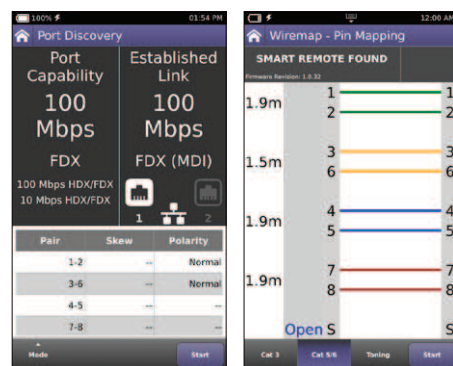 100% 01:54 PM
Port Discovery
Port Capability
100 Mbps
FDX
100 Mbps HDX/FDX
10 Mbps HDX/FDX
Established Link
100 Mbps
FDX (MDI)
1 2
Pair Skew Polarity
1-2 -- Normal
3-6 -- Normal
4-5 -- --
7-8 -- --
Mode Start
12:00 AM
Wiremap - Pin Mapping
SMART REMOTE FOUND
Firmware Revision: 1.0.32
1.9m 1 1
2 2
1.5m 3 3
6 6
1.9m 4 4
5 5
1.9m 7 7
8 8
Open S S
Cat 3 Cat 5/6 Toning Start